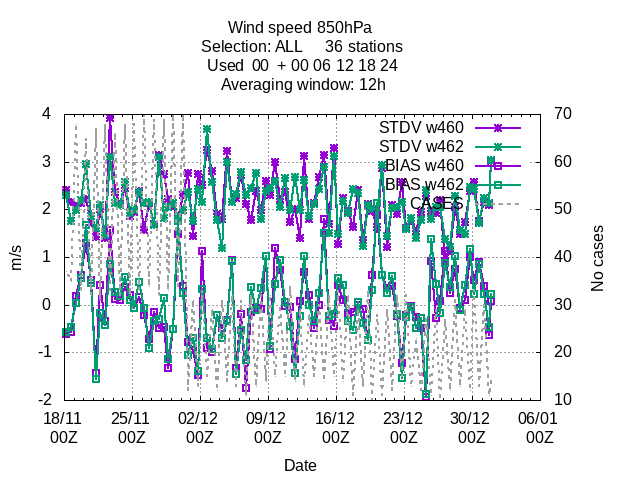 Wind speed 850hPa
Selection: ALL     36 stations
Used  00  + 00 06 12 18 24
Averaging window: 12h
4 70
STDV w460
STDV w462
3 BIAS w460 60
BIAS w462
2 CASES 50
m/s
1 40
No cases
0 30
-1 20
-2 10
18/11 25/11 02/12 09/12 16/12 23/12 30/12 06/01
00Z 00Z 00Z 00Z 00Z 00Z 00Z 00Z
Date